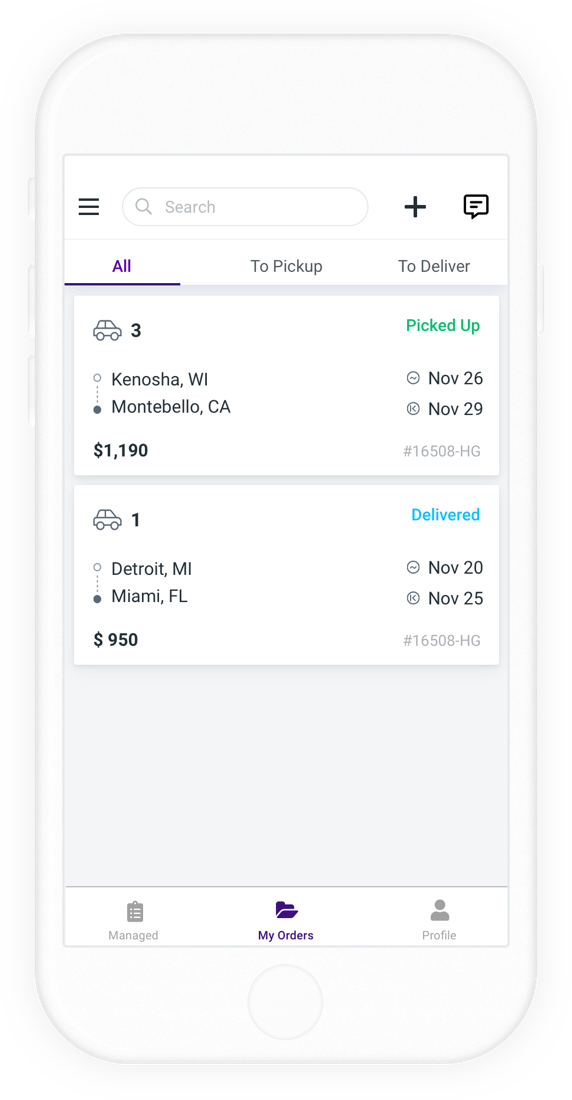 Search
All To Pickup To Deliver
3 Picked Up
Kenosha, WI Nov 26
Montebello, CA Nov 29
$1,190 #16508-HG
1 Delivered
Detroit, MI Nov 20
Miami, FL Nov 25
$ 950 #16508-HG
Managed My Orders Profile